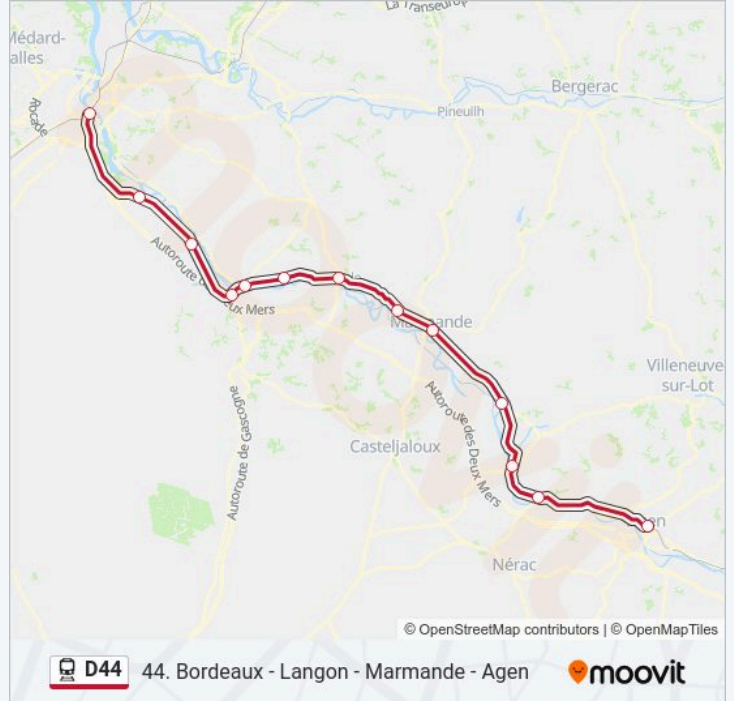 La Transeurop
Médard-
alles
Bergerac
Rocade
Pineuilh
Autoroute des Deux Mers
Marmande
Villeneuve-
sur-Lot
Autoroute des Deux Mers
Autoroute de Gascogne
Casteljaloux
en
Nérac
© OpenStreetMap contributors | © OpenMapTiles
D44 44. Bordeaux - Langon - Marmande - Agen moovit